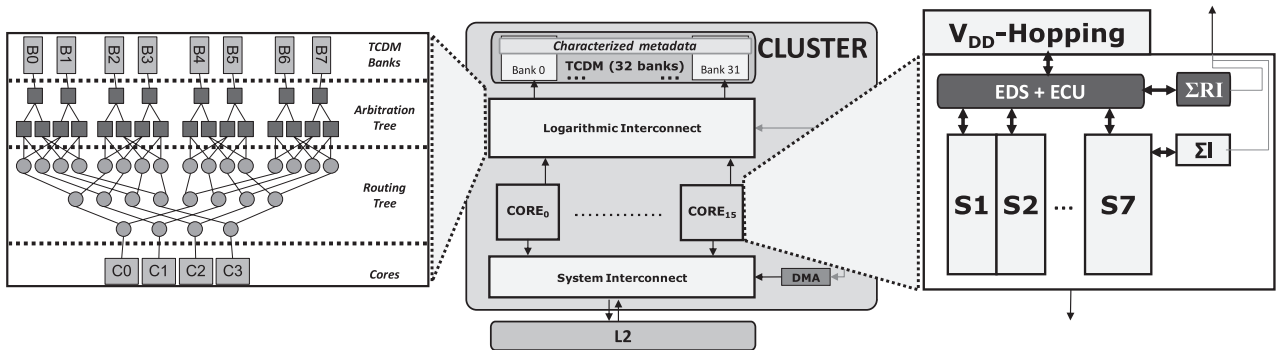 B0 B1 B2 B3 B4 B5 B6 B7
TCDM
Banks
Arbitration
Tree
Routing
Tree
Cores
C0 C1 C2 C3
Characterized metadata
CLUSTER
TCDM (32 banks)
Bank 0 ... ... Bank 31
Logarithmic Interconnect
CORE0 ............. CORE15
System Interconnect
DMA
L2
VDD-Hopping
EDS + ECU
ΣRI
ΣI
S1 S2 ... S7